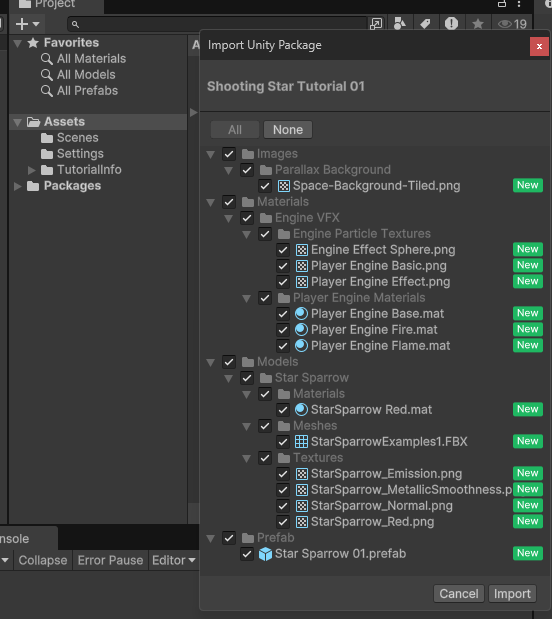 Project
19
Favorites
All Materials
All Models
All Prefabs
Assets
Scenes
Settings
TutorialInfo
Packages
A
Import Unity Package
x
Shooting Star Tutorial 01
All
None
Images
Parallax Background
Space-Background-Tiled.png New
Materials
Engine VFX
Engine Particle Textures
Engine Effect Sphere.png New
Player Engine Basic.png New
Player Engine Effect.png New
Player Engine Materials
Player Engine Base.mat New
Player Engine Fire.mat New
Player Engine Flame.mat New
Models
Star Sparrow
Materials
StarSparrow Red.mat New
Meshes
StarSparrowExamples1.FBX New
Textures
StarSparrow_Emission.png New
StarSparrow_MetallicSmoothness.p New
StarSparrow_Normal.png New
StarSparrow_Red.png New
Prefab
Star Sparrow 01.prefab New
Cancel
Import
nsole
Collapse
Error Pause
Editor